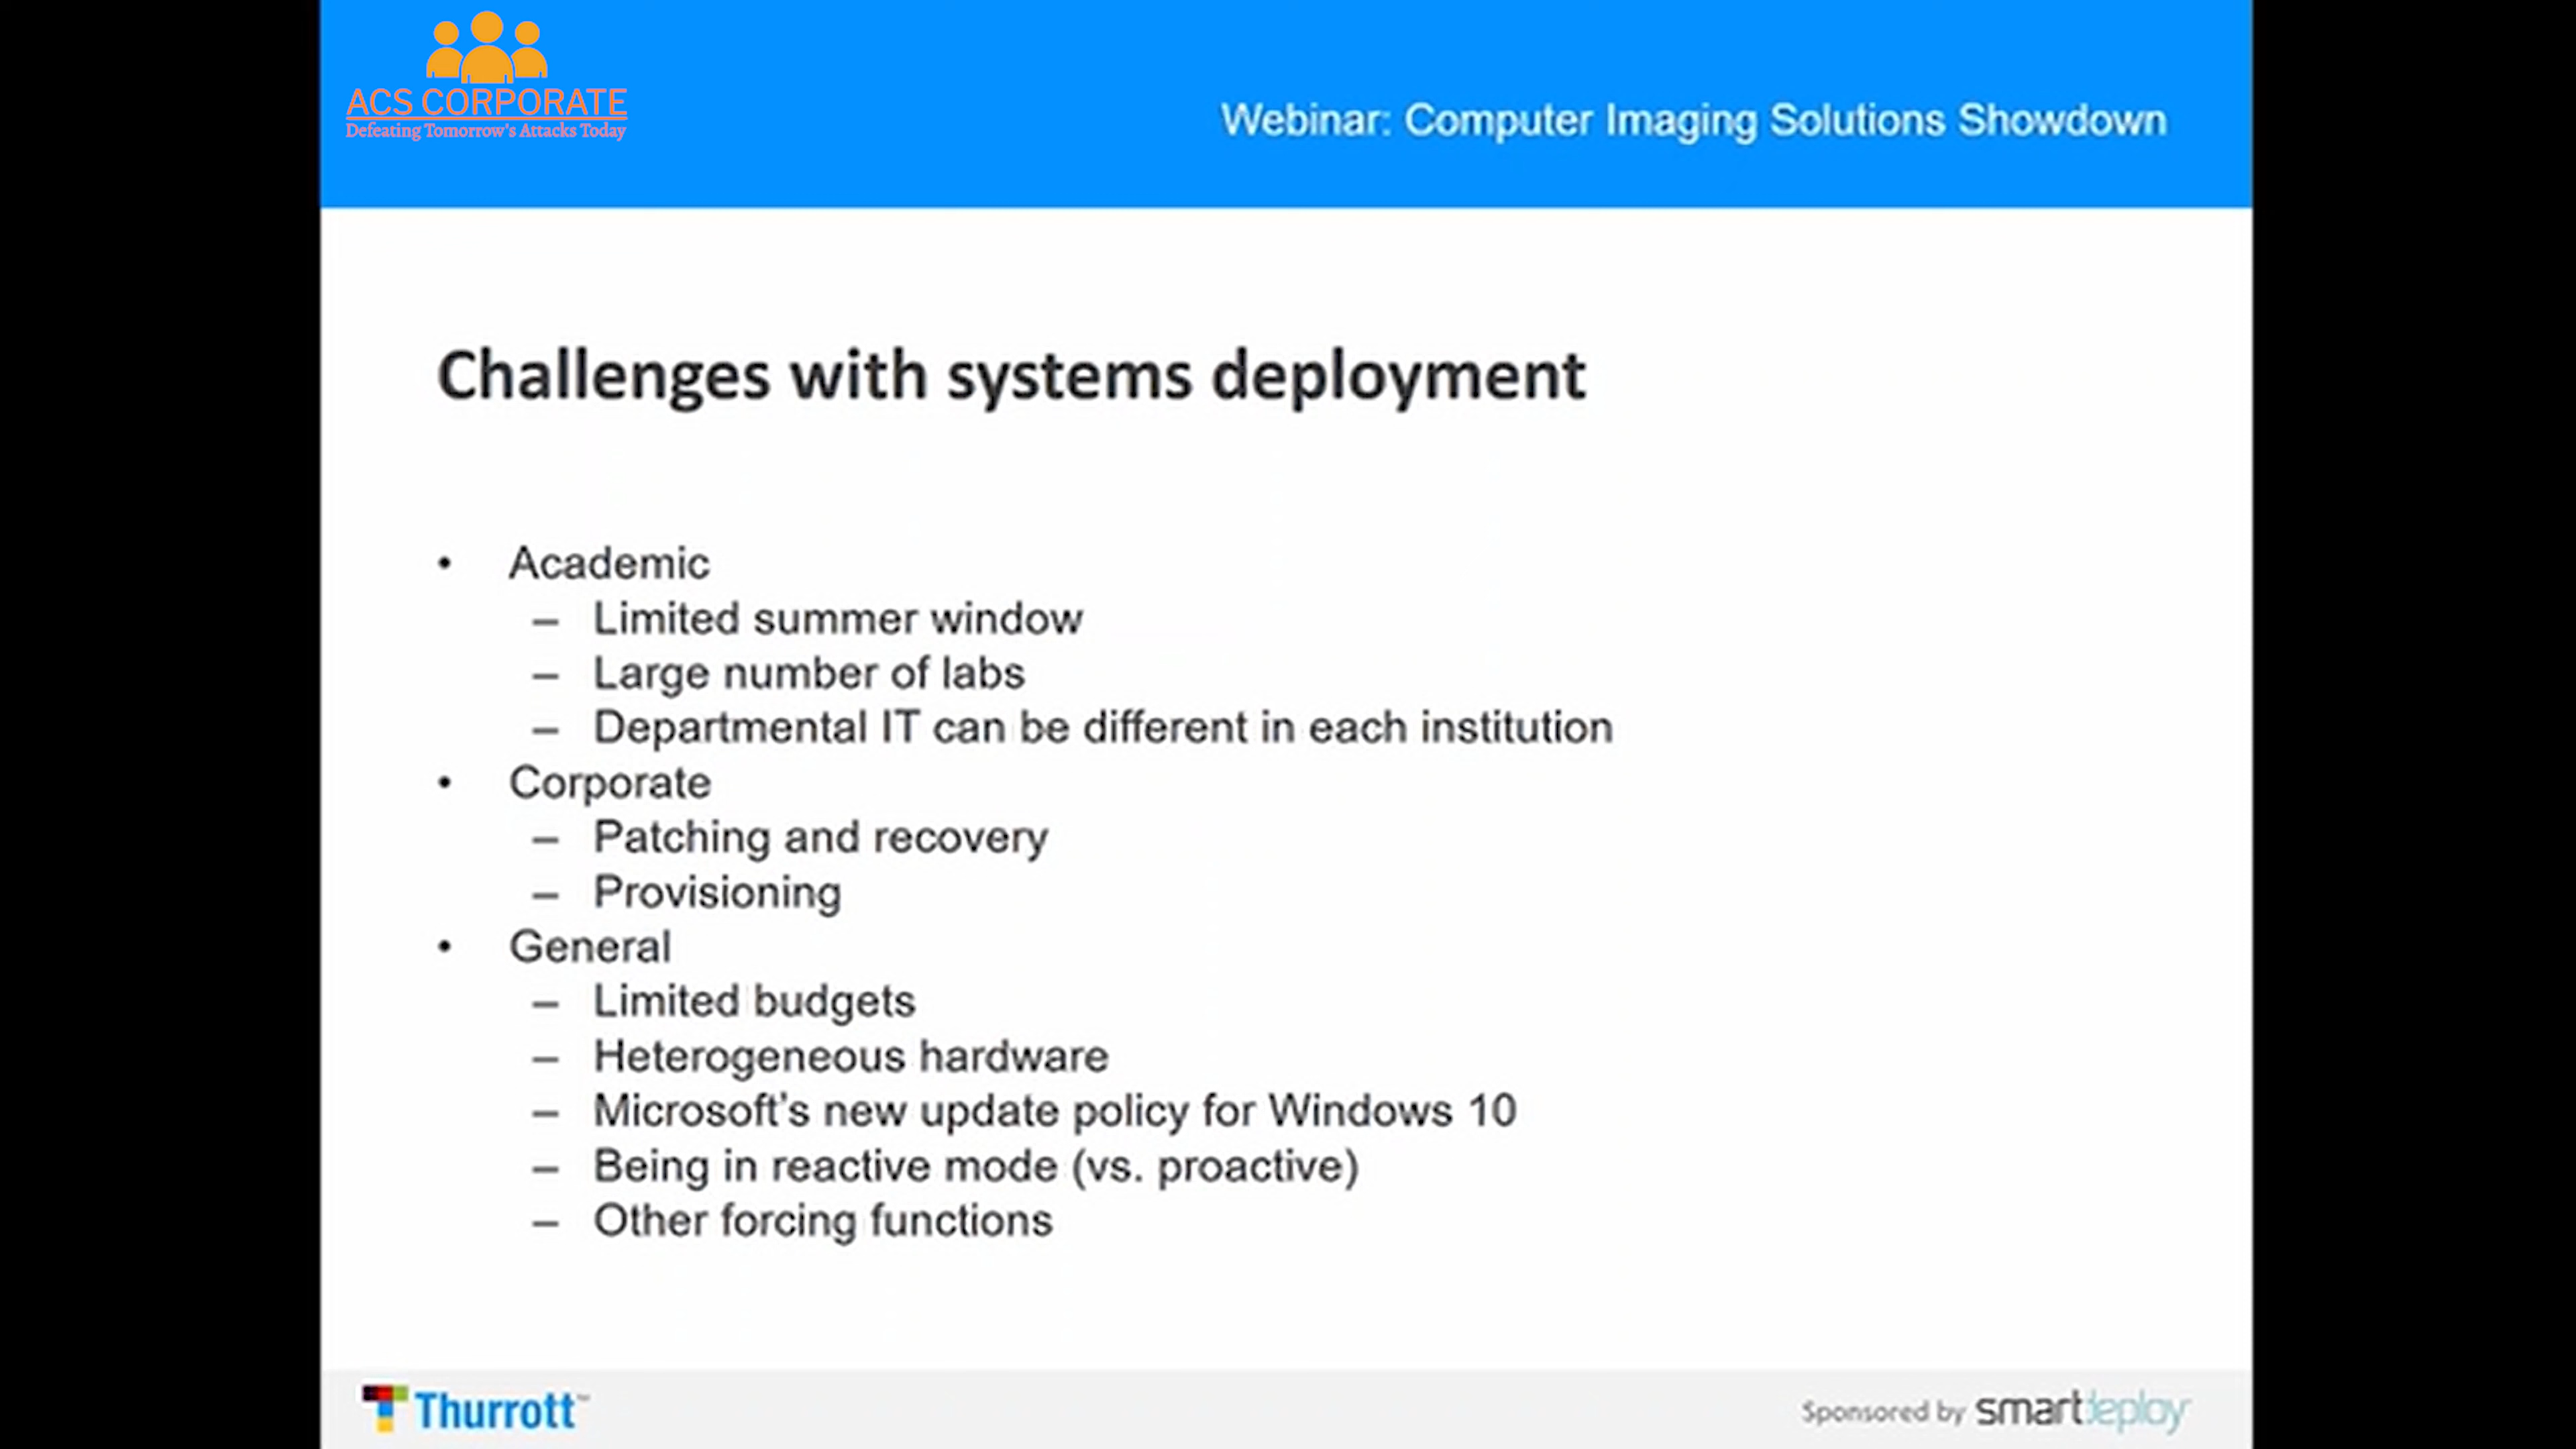 ACS CORPORATE
Defeating Tomorrow's Attacks Today
Webinar: Computer Imaging Solutions Showdown
Challenges with systems deployment
• Academic
– Limited summer window
– Large number of labs
– Departmental IT can be different in each institution
• Corporate
– Patching and recovery
– Provisioning
• General
– Limited budgets
– Heterogeneous hardware
– Microsoft's new update policy for Windows 10
– Being in reactive mode (vs. proactive)
– Other forcing functions
Thurrott™
Sponsored by smartdeploy